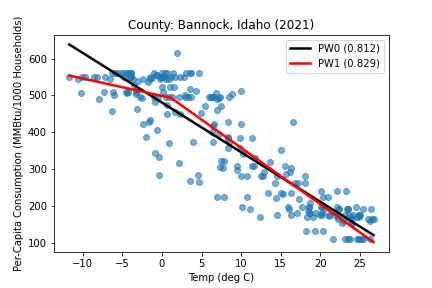 County: Bannock, Idaho (2021)
PW0 (0.812)
PW1 (0.829)
Per-Capita Consumption (MMBtu/1000 Households)
600
500
400
300
200
100
−10
−5
0
5
10
15
20
25
Temp (deg C)